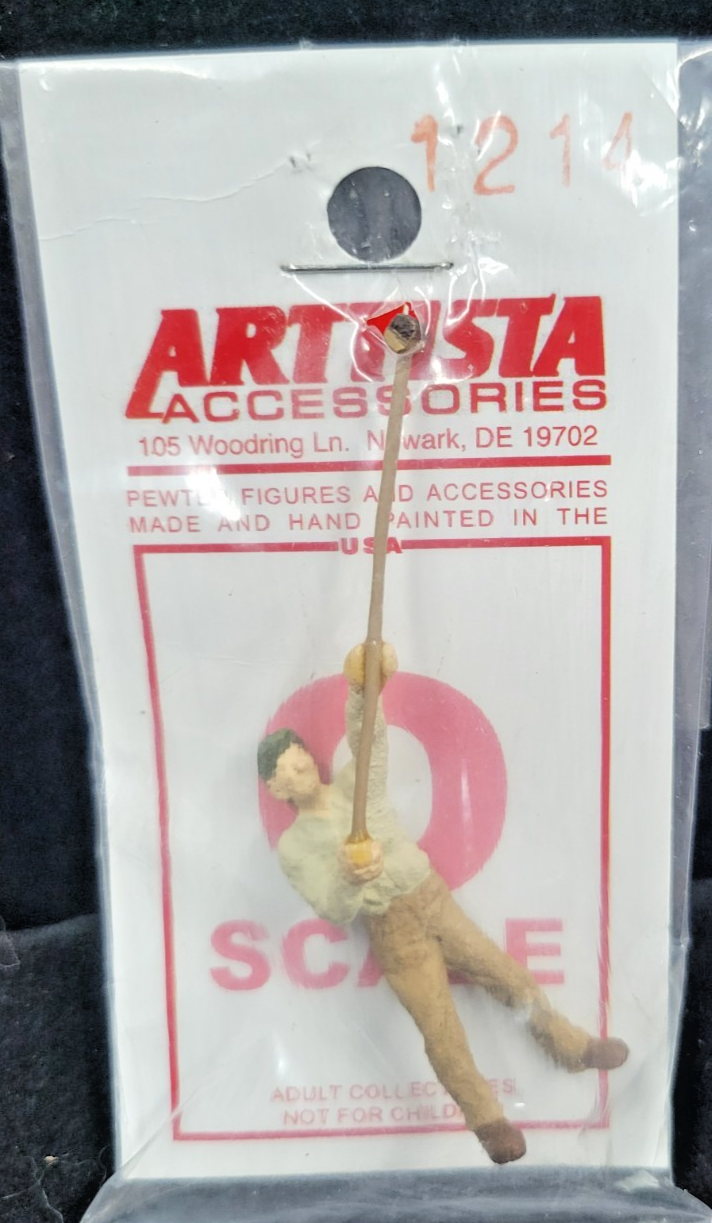 1214
ARTTISTA
ACCESSORIES
105 Woodring Ln. Newark, DE 19702
PEWTER FIGURES AND ACCESSORIES
MADE AND HAND PAINTED IN THE
USA
O
SCALE
ADULT COLLECTIBLES
NOT FOR CHILDREN